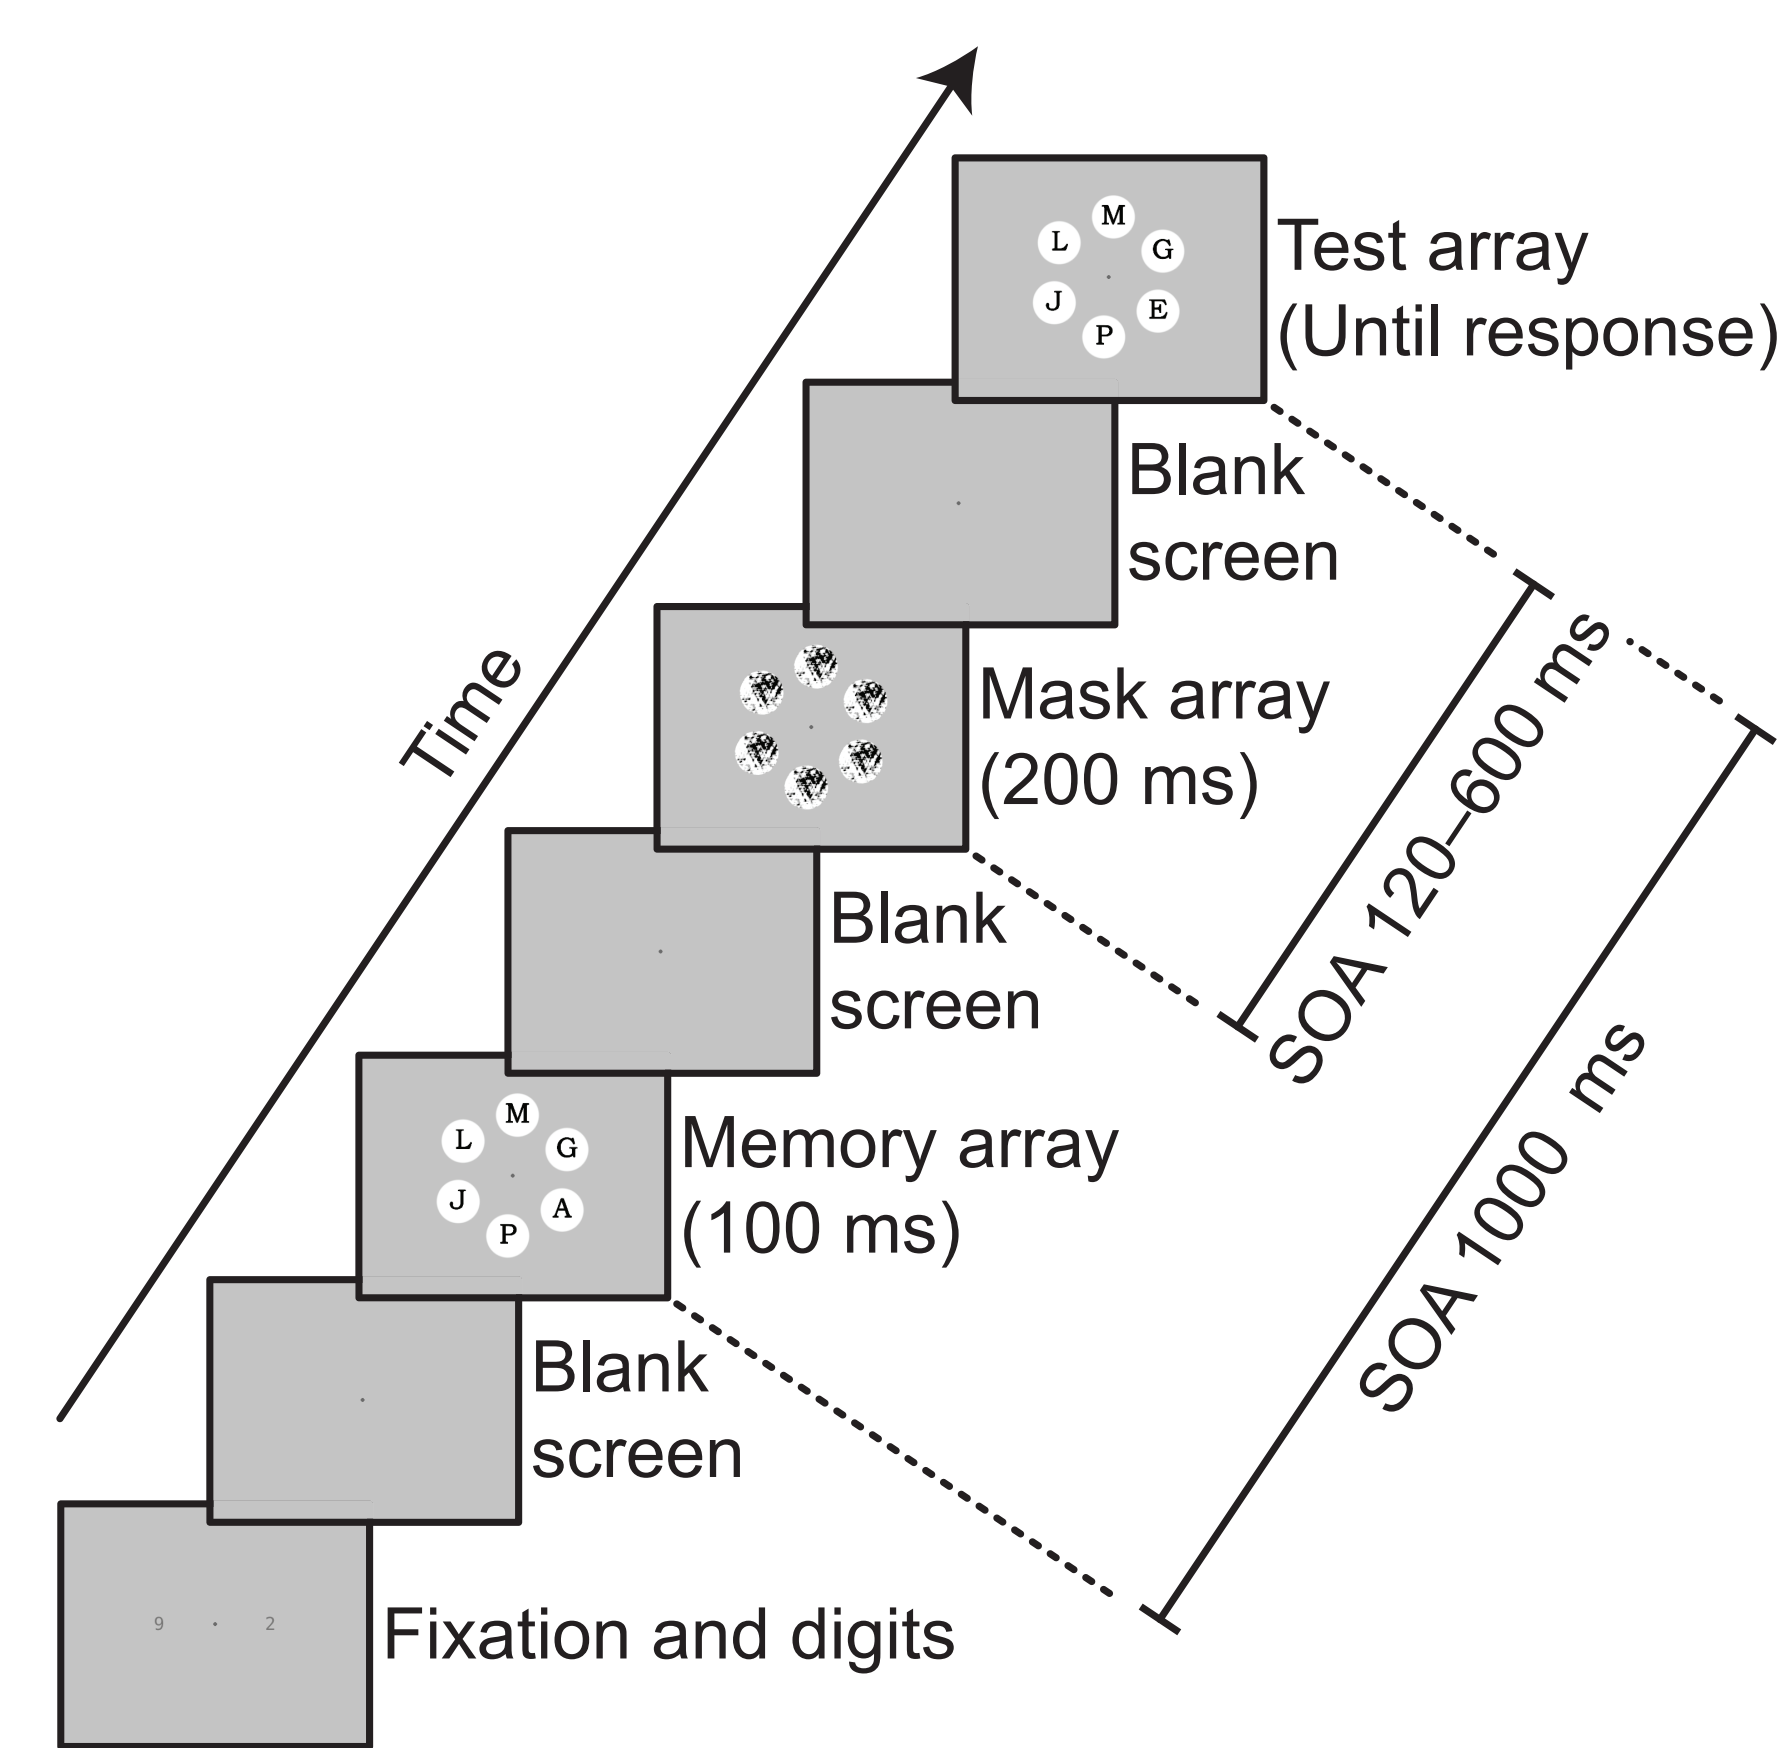 M
L
G
J
E
P
Test array
(Until response)
Blank
screen
Time
Mask array
(200 ms)
SOA 120–600 ms
Blank
screen
SOA 1000 ms
M
L
G
J
A
P
Memory array
(100 ms)
Blank
screen
9 2
Fixation and digits